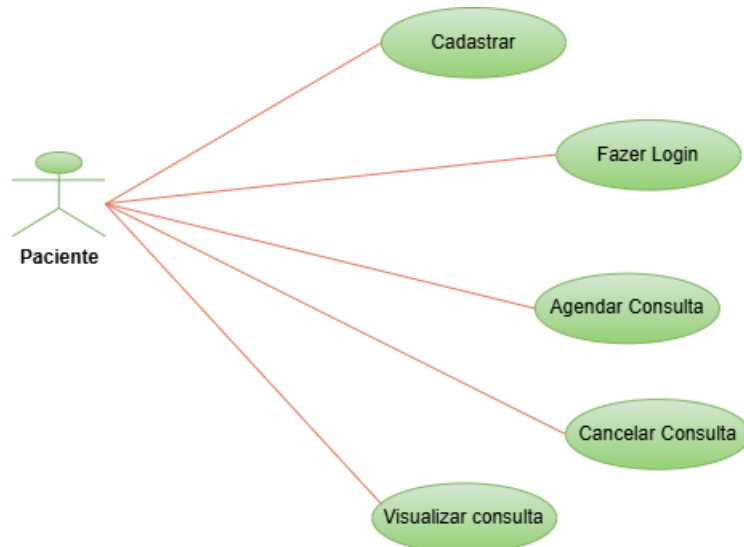 Cadastrar
Fazer Login
Paciente
Agendar Consulta
Cancelar Consulta
Visualizar consulta